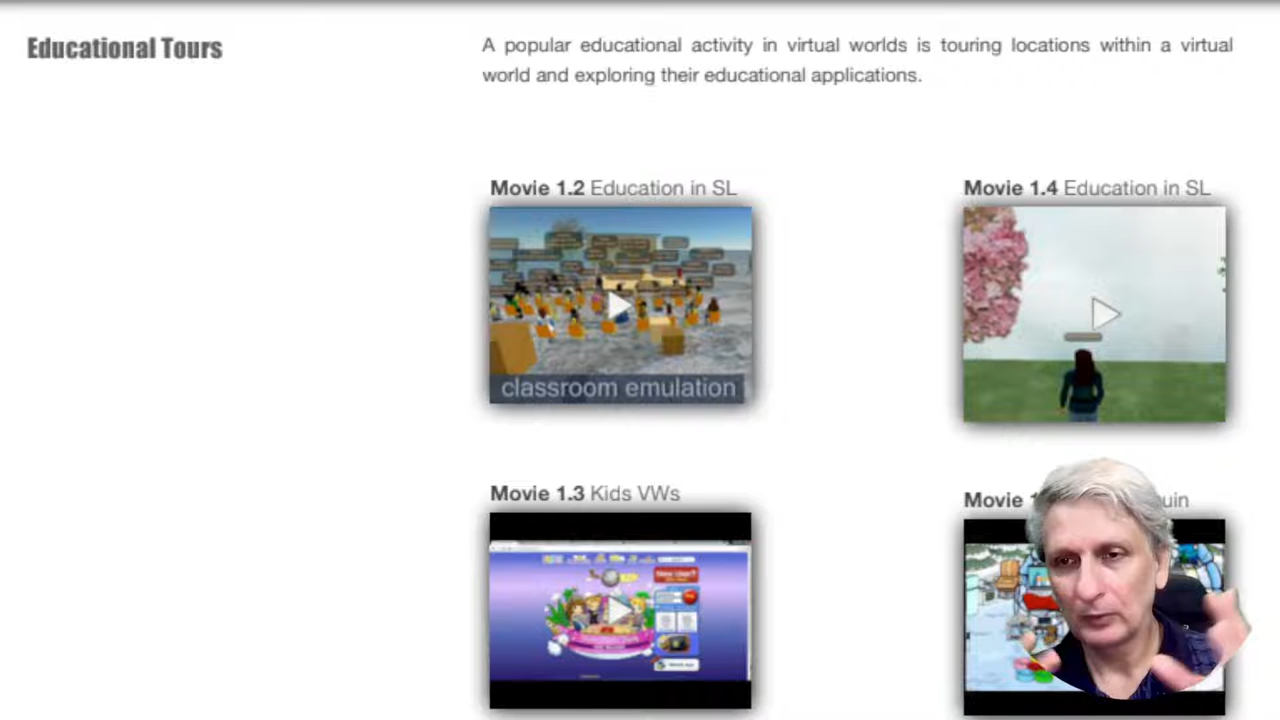 Educational Tours
A popular educational activity in virtual worlds is touring locations within a virtual
world and exploring their educational applications.
Movie 1.2 Education in SL
Movie 1.4 Education in SL
classroom emulation
Movie 1.3 Kids VWs
Movie